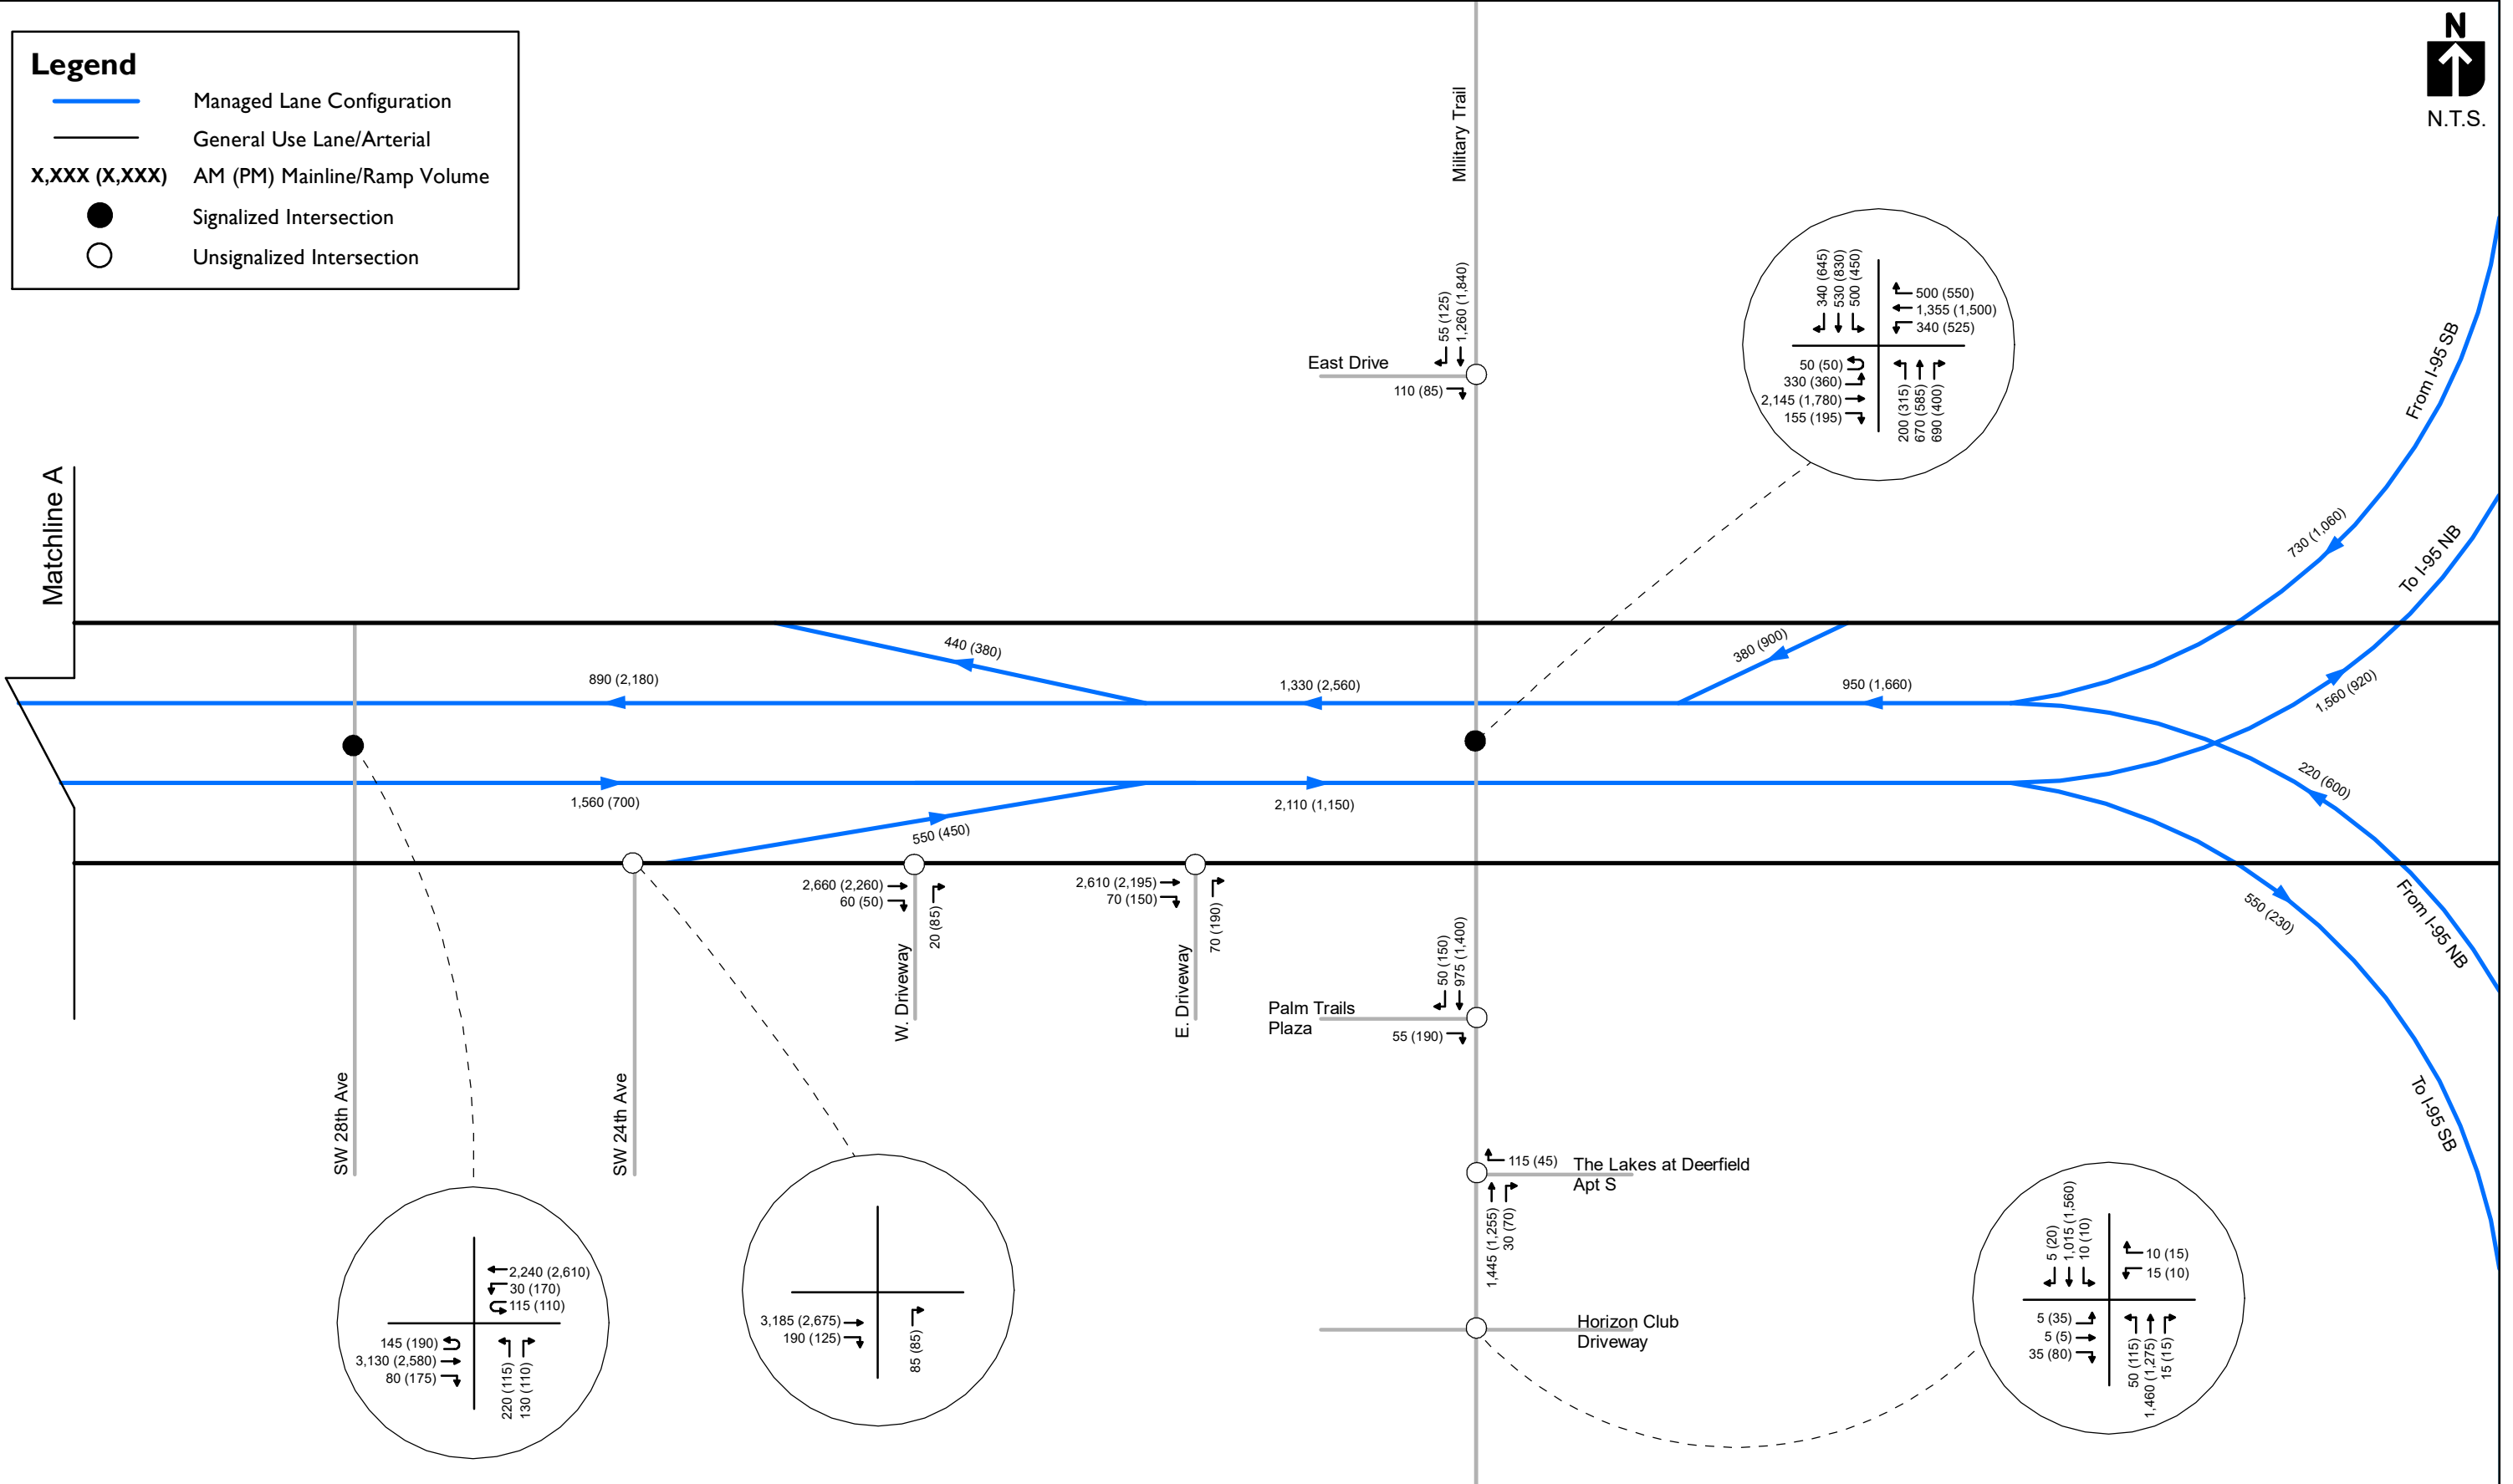 Legend
Managed Lane Configuration
General Use Lane/Arterial
X,XXX (X,XXX) AM (PM) Mainline/Ramp Volume
Signalized Intersection
Unsignalized Intersection
N
N.T.S.
Military Trail
555 (125)
1,260 (1,840)
East Drive
110 (85)
340 (645)
530 (830)
500 (450)
500 (550)
1,355 (1,500)
340 (525)
50 (50)
330 (360)
2,145 (1,780)
155 (195)
200 (315)
670 (585)
690 (400)
From I-95 SB
730 (1,060)
To I-95 NB
1,560 (920)
Matchline A
440 (380)
380 (900)
890 (2,180)
1,330 (2,560)
950 (1,660)
220 (600)
1,560 (700)
550 (450)
2,110 (1,150)
From I-95 NB
550 (230)
To I-95 SB
2,660 (2,260)
60 (50)
20 (85)
W. Driveway
2,610 (2,195)
70 (150)
70 (190)
E. Driveway
50 (150)
975 (1,400)
Palm Trails
Plaza
55 (190)
SW 28th Ave
SW 24th Ave
115 (45)
The Lakes at Deerfield
Apt S
1,445 (1,255)
30 (70)
Horizon Club
Driveway
2,240 (2,610)
30 (170)
115 (110)
145 (190)
3,130 (2,580)
80 (175)
220 (115)
130 (110)
3,185 (2,675)
190 (125)
85 (85)
5 (20)
1,015 (1,560)
10 (10)
10 (15)
15 (10)
5 (35)
5 (5)
35 (80)
50 (115)
1,460 (1,275)
15 (15)